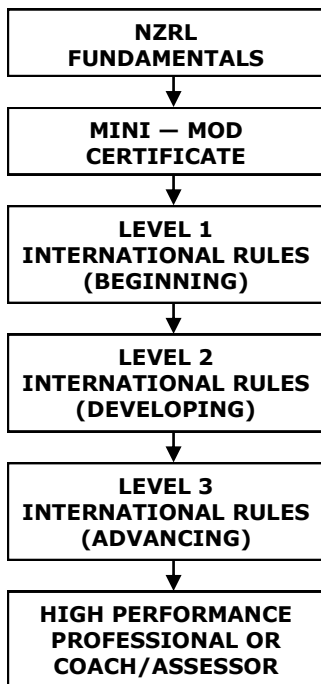 NZRL
FUNDAMENTALS
MINI — MOD
CERTIFICATE
LEVEL 1
INTERNATIONAL RULES
(BEGINNING)
LEVEL 2
INTERNATIONAL RULES
(DEVELOPING)
LEVEL 3
INTERNATIONAL RULES
(ADVANCING)
HIGH PERFORMANCE
PROFESSIONAL OR
COACH/ASSESSOR